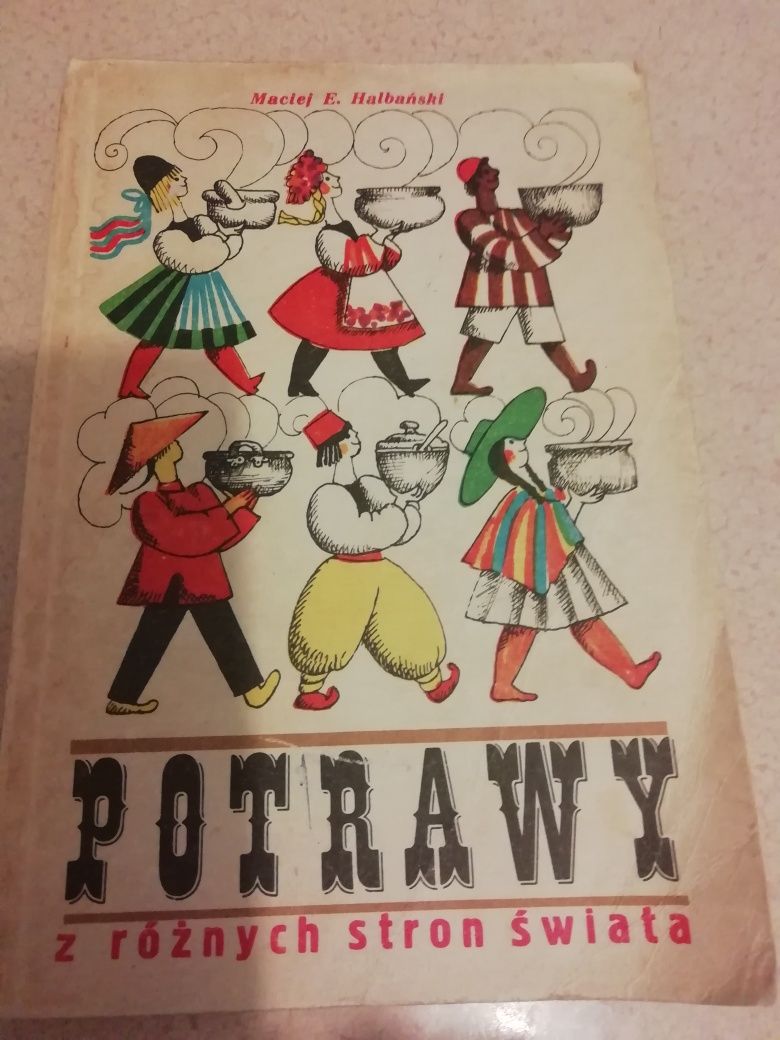 Maciej E. Halbański
POTRAWY
z różnych stron świata